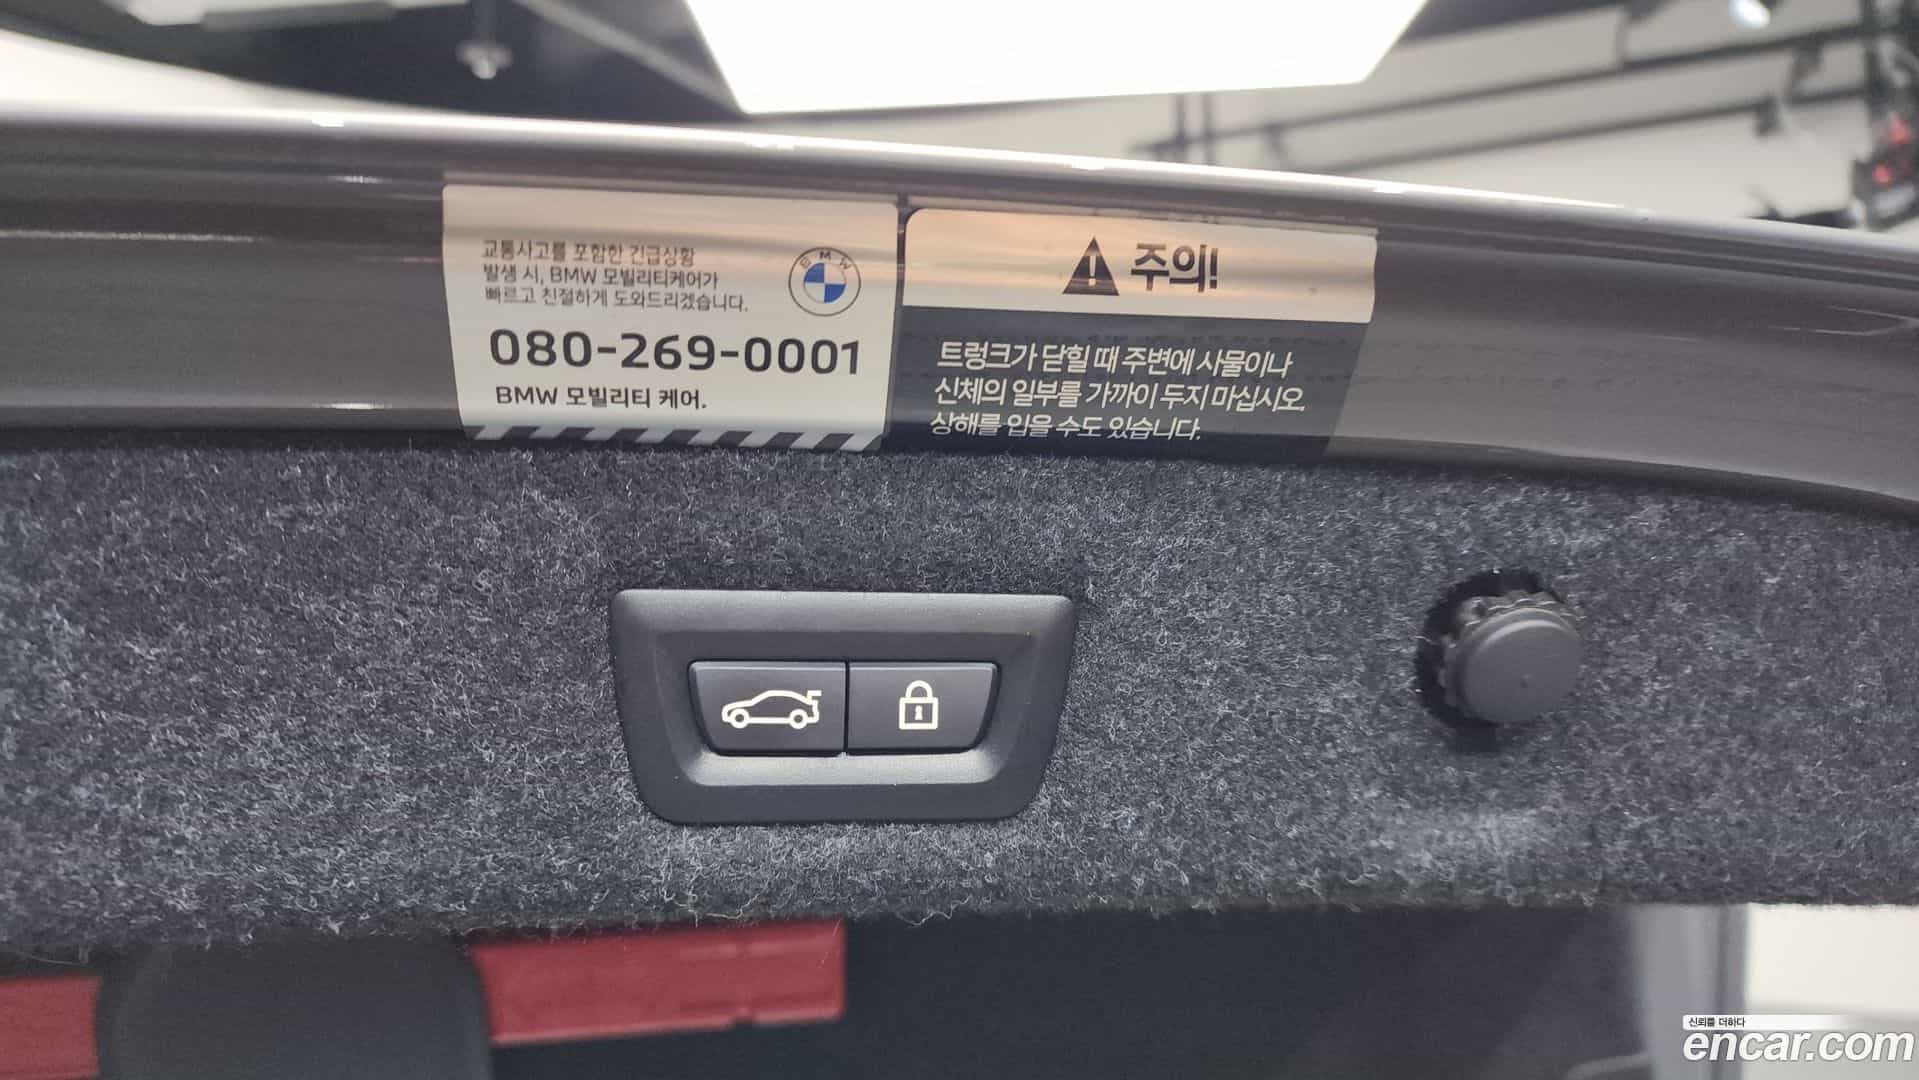 교통사고를 포함한 긴급상황
발생 시, BMW 모빌리티케어가
빠르고 친절하게 도와드리겠습니다.
BMW
080-269-0001
BMW 모빌리티 케어.
주의!
트렁크가 닫힐 때 주변에 사물이나
신체의 일부를 가까이 두지 마십시오.
상해를 입을 수도 있습니다.
신뢰를 더하다
encar.com